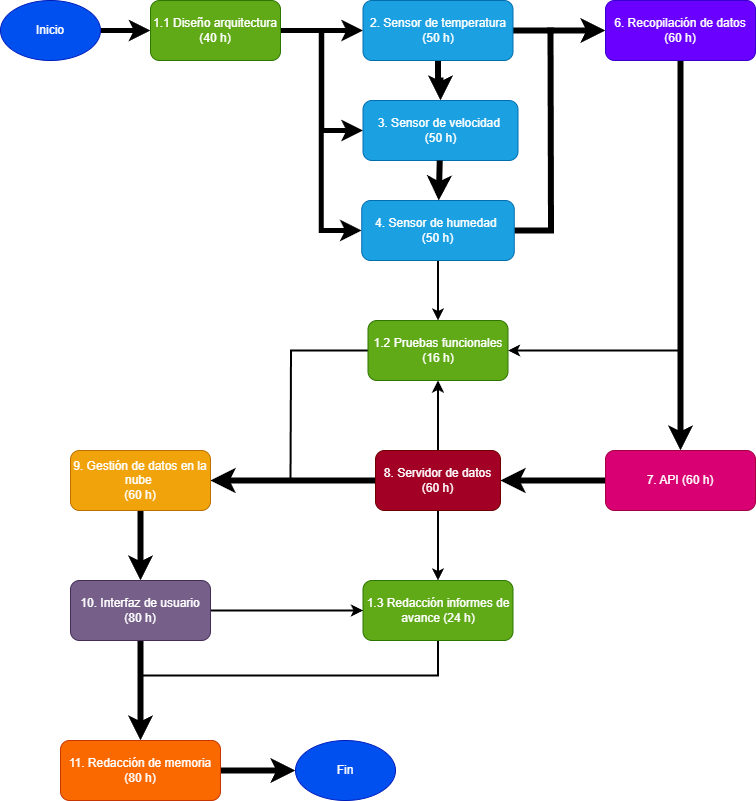 Inicio
1.1 Diseño arquitectura
(40 h)
2. Sensor de temperatura
(50 h)
6. Recopilación de datos
(60 h)
3. Sensor de velocidad
(50 h)
4. Sensor de humedad
(50 h)
1.2 Pruebas funcionales
(16 h)
9. Gestión de datos en la
nube
(60 h)
8. Servidor de datos
(60 h)
7. API (60 h)
10. Interfaz de usuario
(80 h)
1.3 Redacción informes de
avance (24 h)
11. Redacción de memoria
(80 h)
Fin